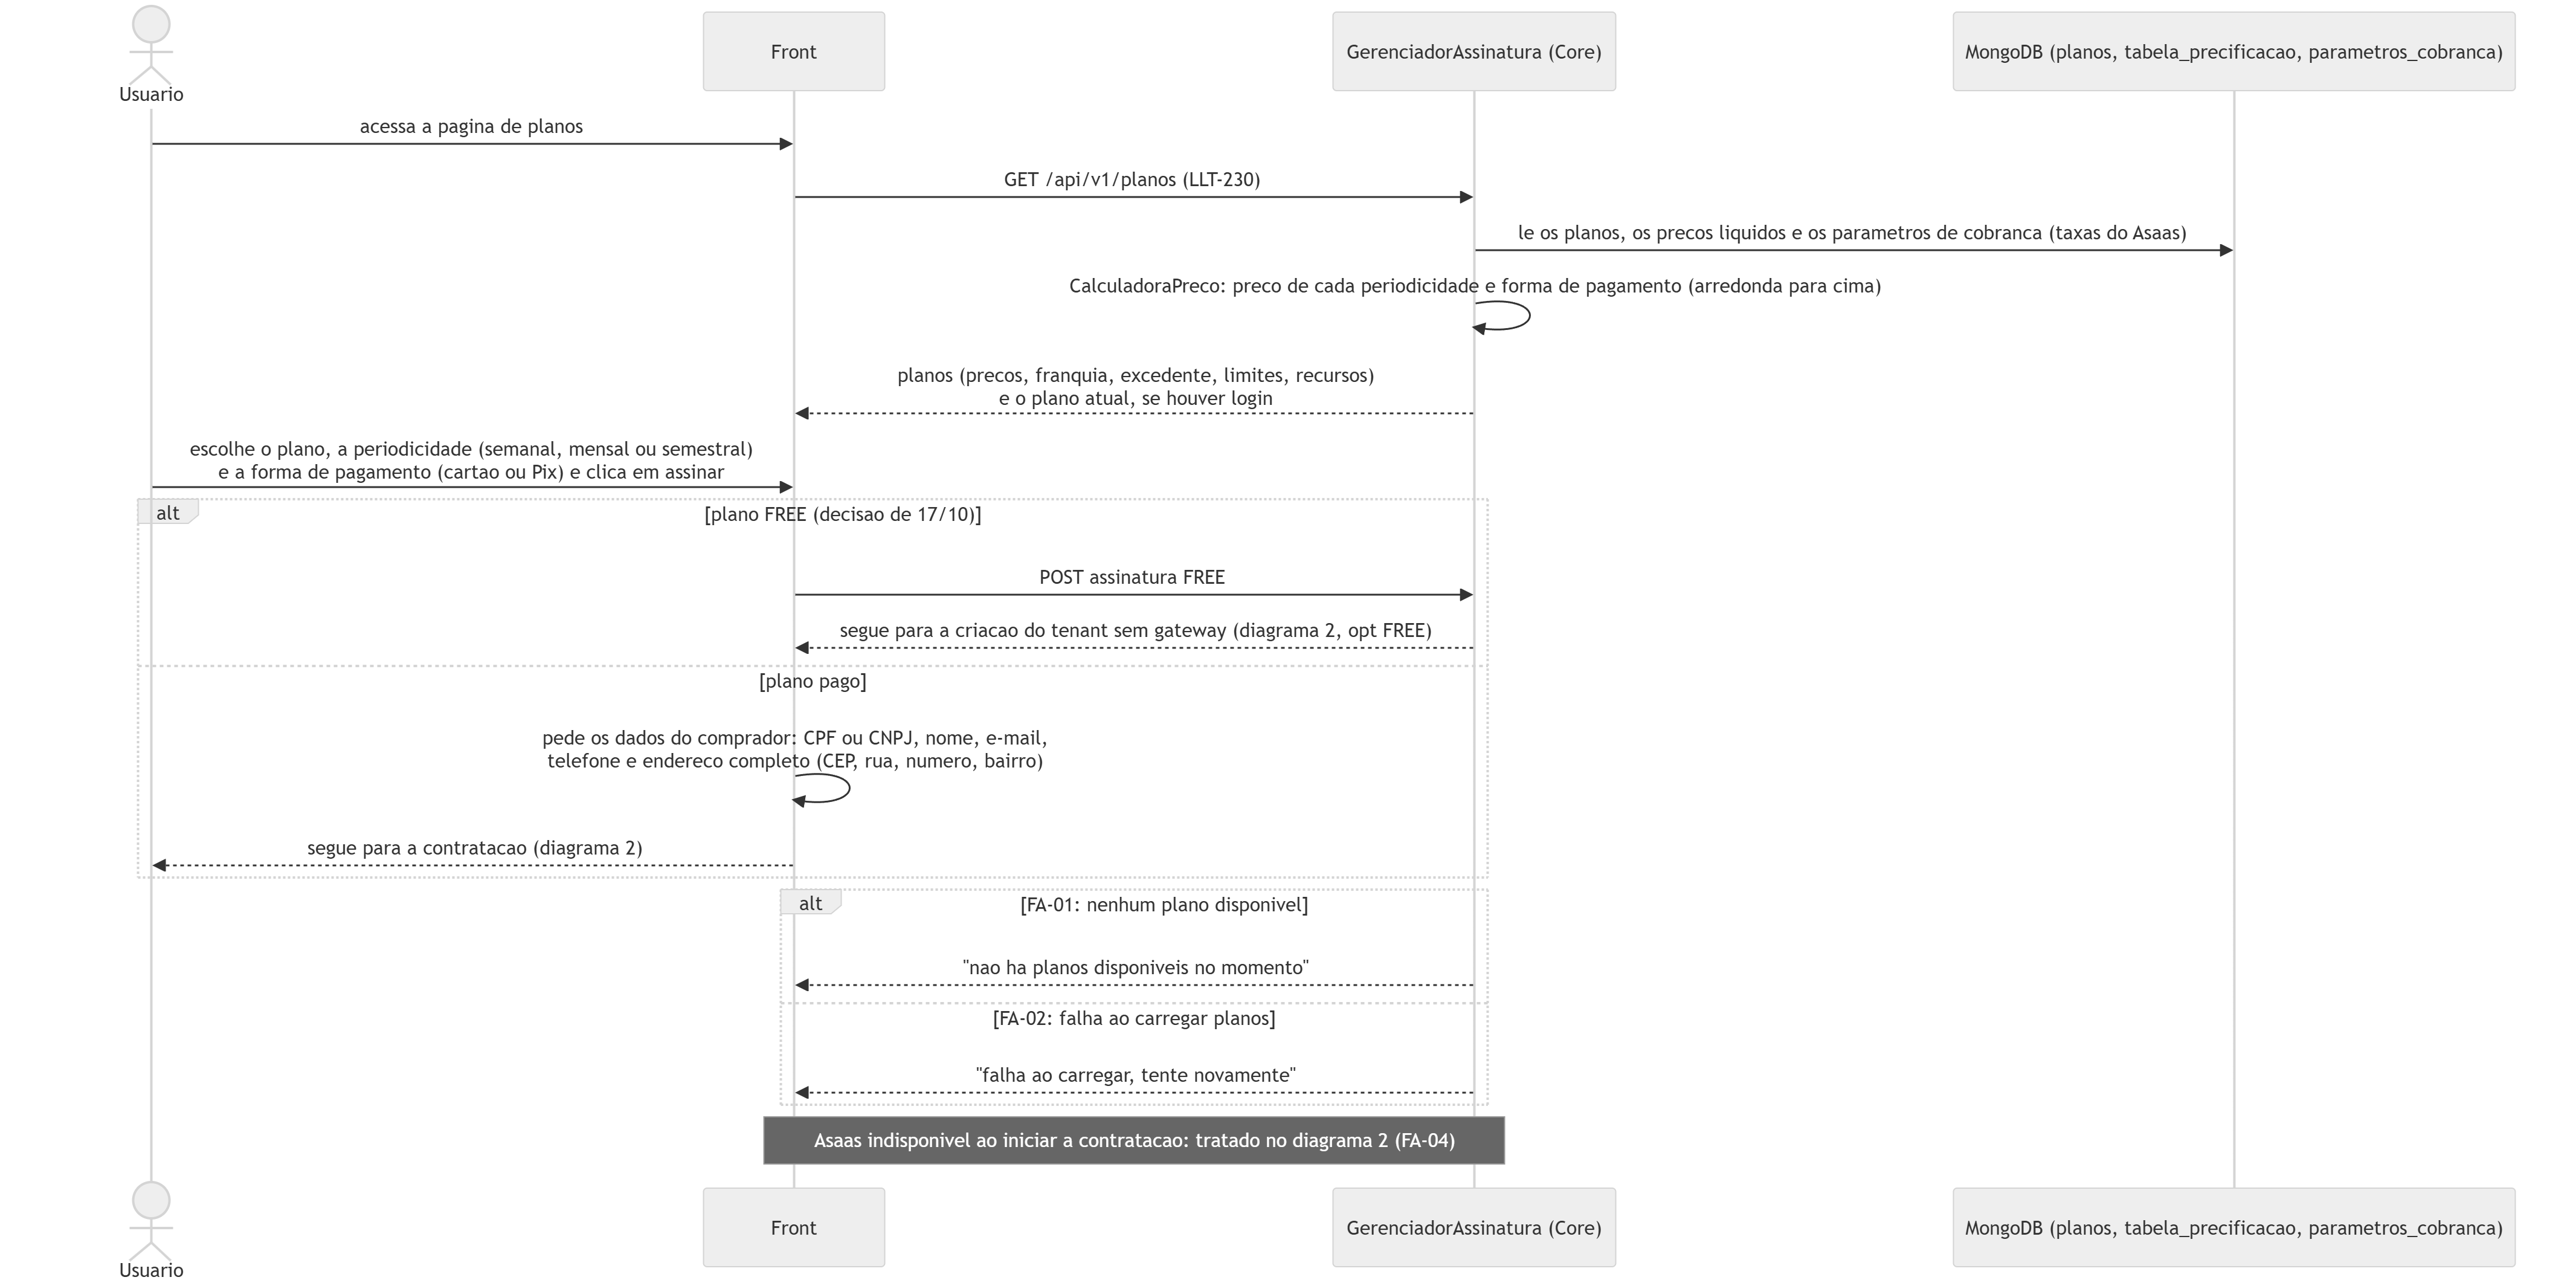 Usuario
Front
GerenciadorAssinatura (Core)
MongoDB (planos, tabela_precificacao, parametros_cobranca)
acessa a pagina de planos
GET /api/v1/planos (LLT-230)
le os planos, os precos liquidos e os parametros de cobranca (taxas do Asaas)
CalculadoraPreco: preco de cada periodicidade e forma de pagamento (arredonda para cima)
planos (precos, franquia, excedente, limites, recursos)
e o plano atual, se houver login
escolhe o plano, a periodicidade (semanal, mensal ou semestral)
e a forma de pagamento (cartao ou Pix) e clica em assinar
alt
[plano FREE (decisao de 17/10)]
POST assinatura FREE
segue para a criacao do tenant sem gateway (diagrama 2, opt FREE)
[plano pago]
pede os dados do comprador: CPF ou CNPJ, nome, e-mail,
telefone e endereco completo (CEP, rua, numero, bairro)
segue para a contratacao (diagrama 2)
alt
[FA-01: nenhum plano disponivel]
"nao ha planos disponiveis no momento"
[FA-02: falha ao carregar planos]
"falha ao carregar, tente novamente"
Asaas indisponivel ao iniciar a contratacao: tratado no diagrama 2 (FA-04)
Usuario
Front
GerenciadorAssinatura (Core)
MongoDB (planos, tabela_precificacao, parametros_cobranca)